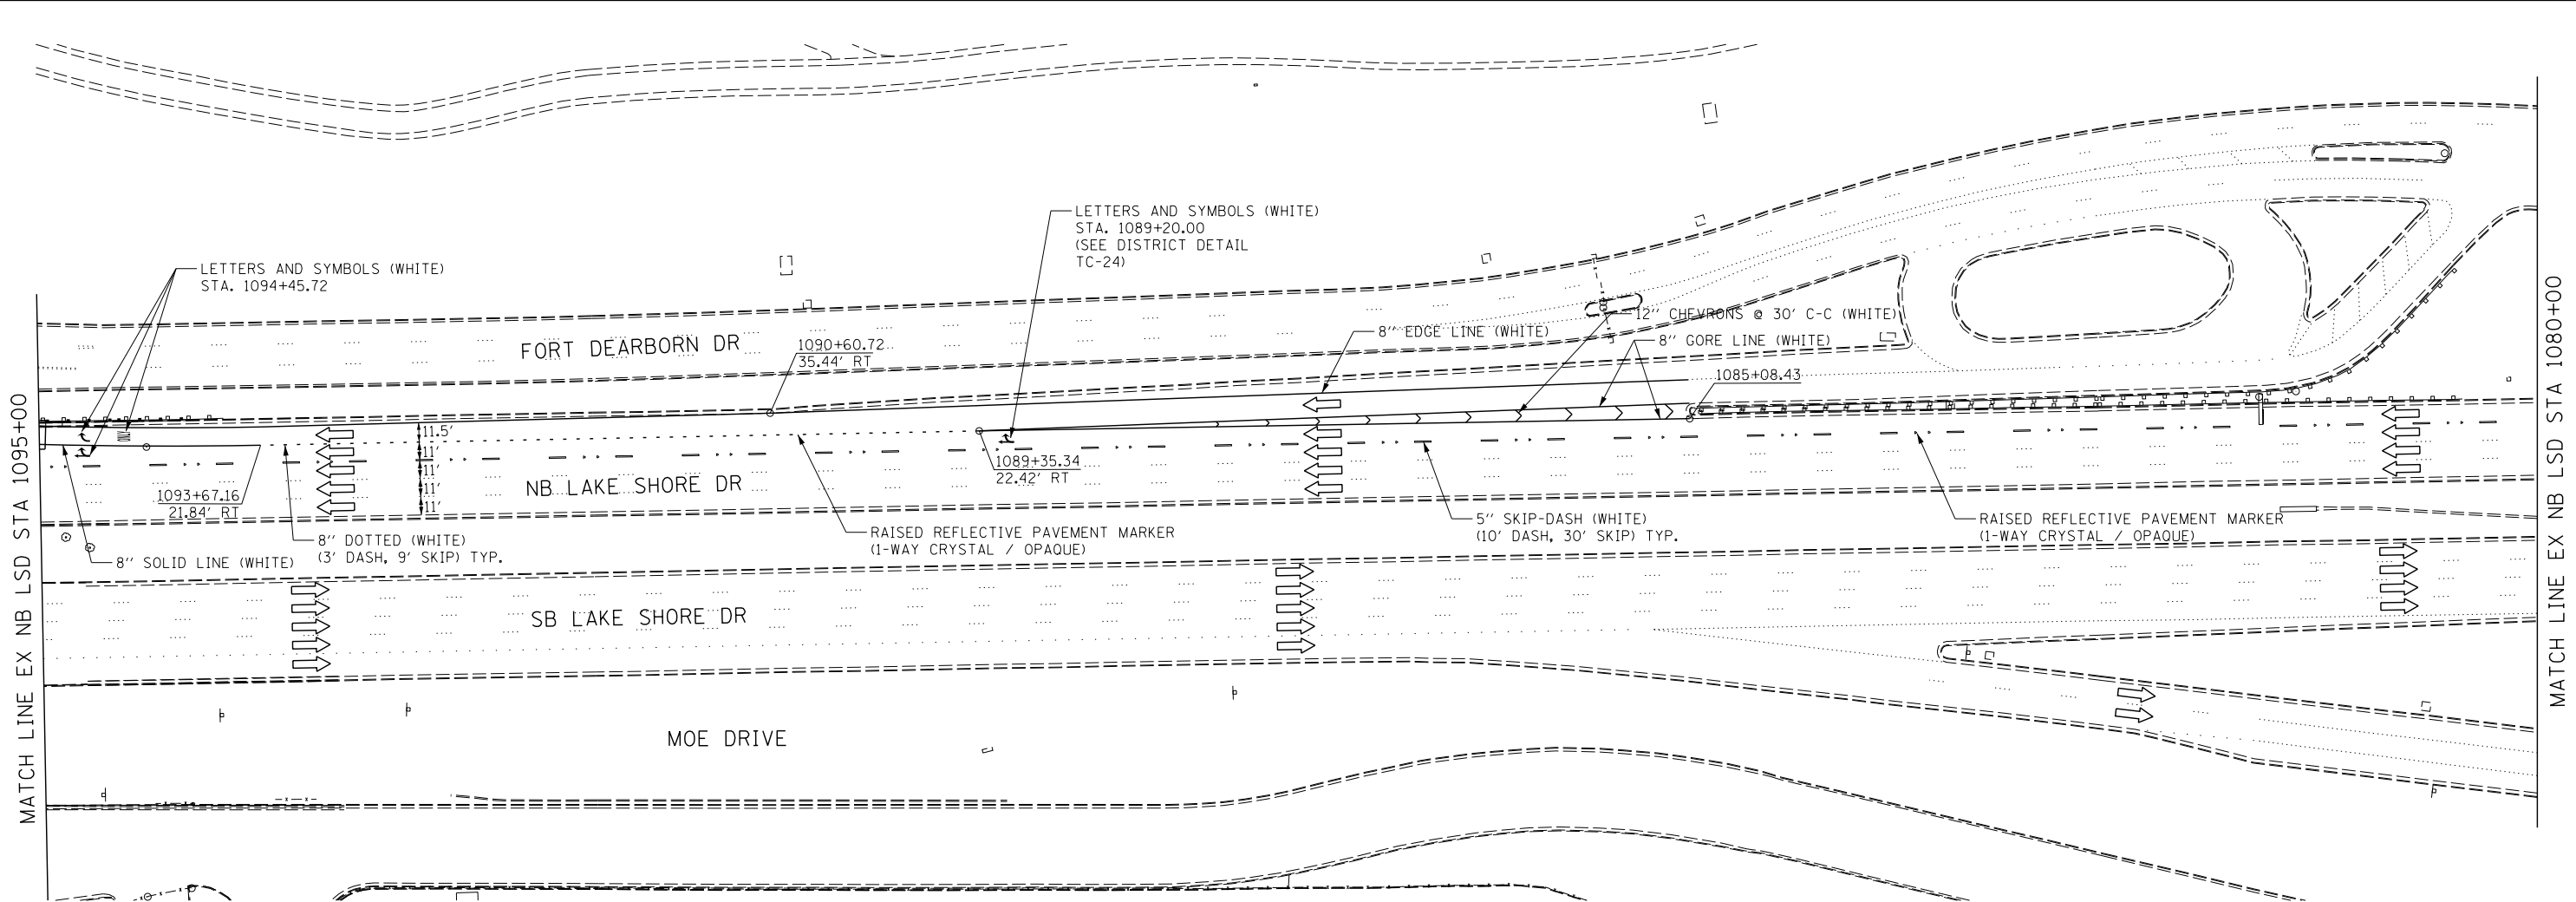 LETTERS AND SYMBOLS (WHITE)
STA. 1089+20.00
(SEE DISTRICT DETAIL
TC-24)
LETTERS AND SYMBOLS (WHITE)
STA. 1094+45.72
FORT DEARBORN DR
1090+60.72
35.44' RT
8'' EDGE LINE (WHITE)
12'' CHEVRONS @ 30' C-C (WHITE)
8'' GORE LINE (WHITE)
1085+08.43
11.5'
11'
11'
11'
11'
1089+35.34
22.42' RT
NB LAKE SHORE DR
1093+67.16
21.84' RT
8'' SOLID LINE (WHITE)
8'' DOTTED (WHITE)
(3' DASH, 9' SKIP) TYP.
RAISED REFLECTIVE PAVEMENT MARKER
(1-WAY CRYSTAL / OPAQUE)
5'' SKIP-DASH (WHITE)
(10' DASH, 30' SKIP) TYP.
RAISED REFLECTIVE PAVEMENT MARKER
(1-WAY CRYSTAL / OPAQUE)
SB LAKE SHORE DR
MOE DRIVE
MATCH LINE EX NB LSD STA 1095+00
MATCH LINE EX NB LSD STA 1080+00